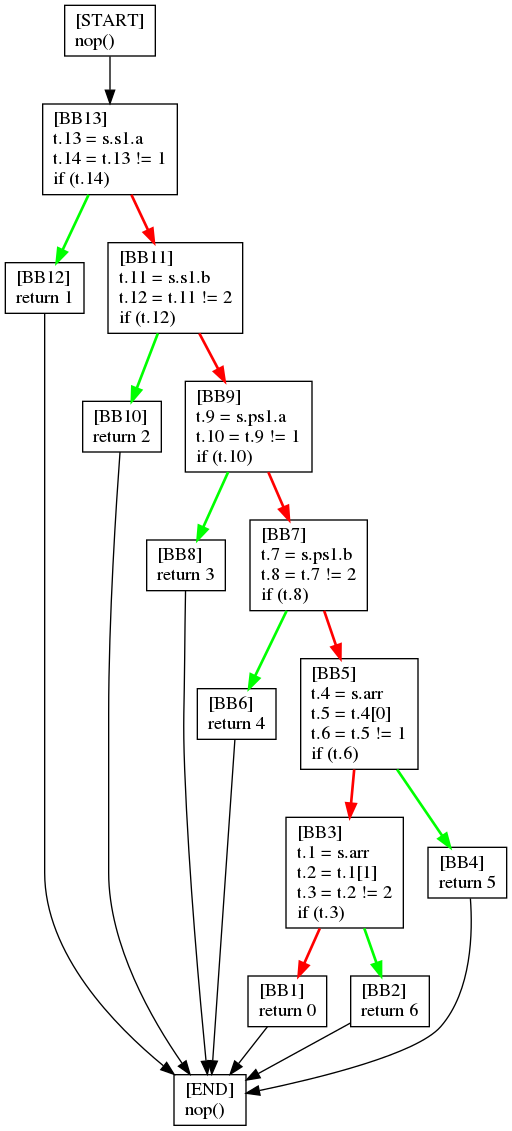 [START]
nop()
[BB13]
t.13 = s.s1.a
t.14 = t.13 != 1
if (t.14)
[BB12]
return 1
[BB11]
t.11 = s.s1.b
t.12 = t.11 != 2
if (t.12)
[BB10]
return 2
[BB9]
t.9 = s.ps1.a
t.10 = t.9 != 1
if (t.10)
[BB8]
return 3
[BB7]
t.7 = s.ps1.b
t.8 = t.7 != 2
if (t.8)
[BB6]
return 4
[BB5]
t.4 = s.arr
t.5 = t.4[0]
t.6 = t.5 != 1
if (t.6)
[BB3]
t.1 = s.arr
t.2 = t.1[1]
t.3 = t.2 != 2
if (t.3)
[BB4]
return 5
[BB1]
return 0
[BB2]
return 6
[END]
nop()